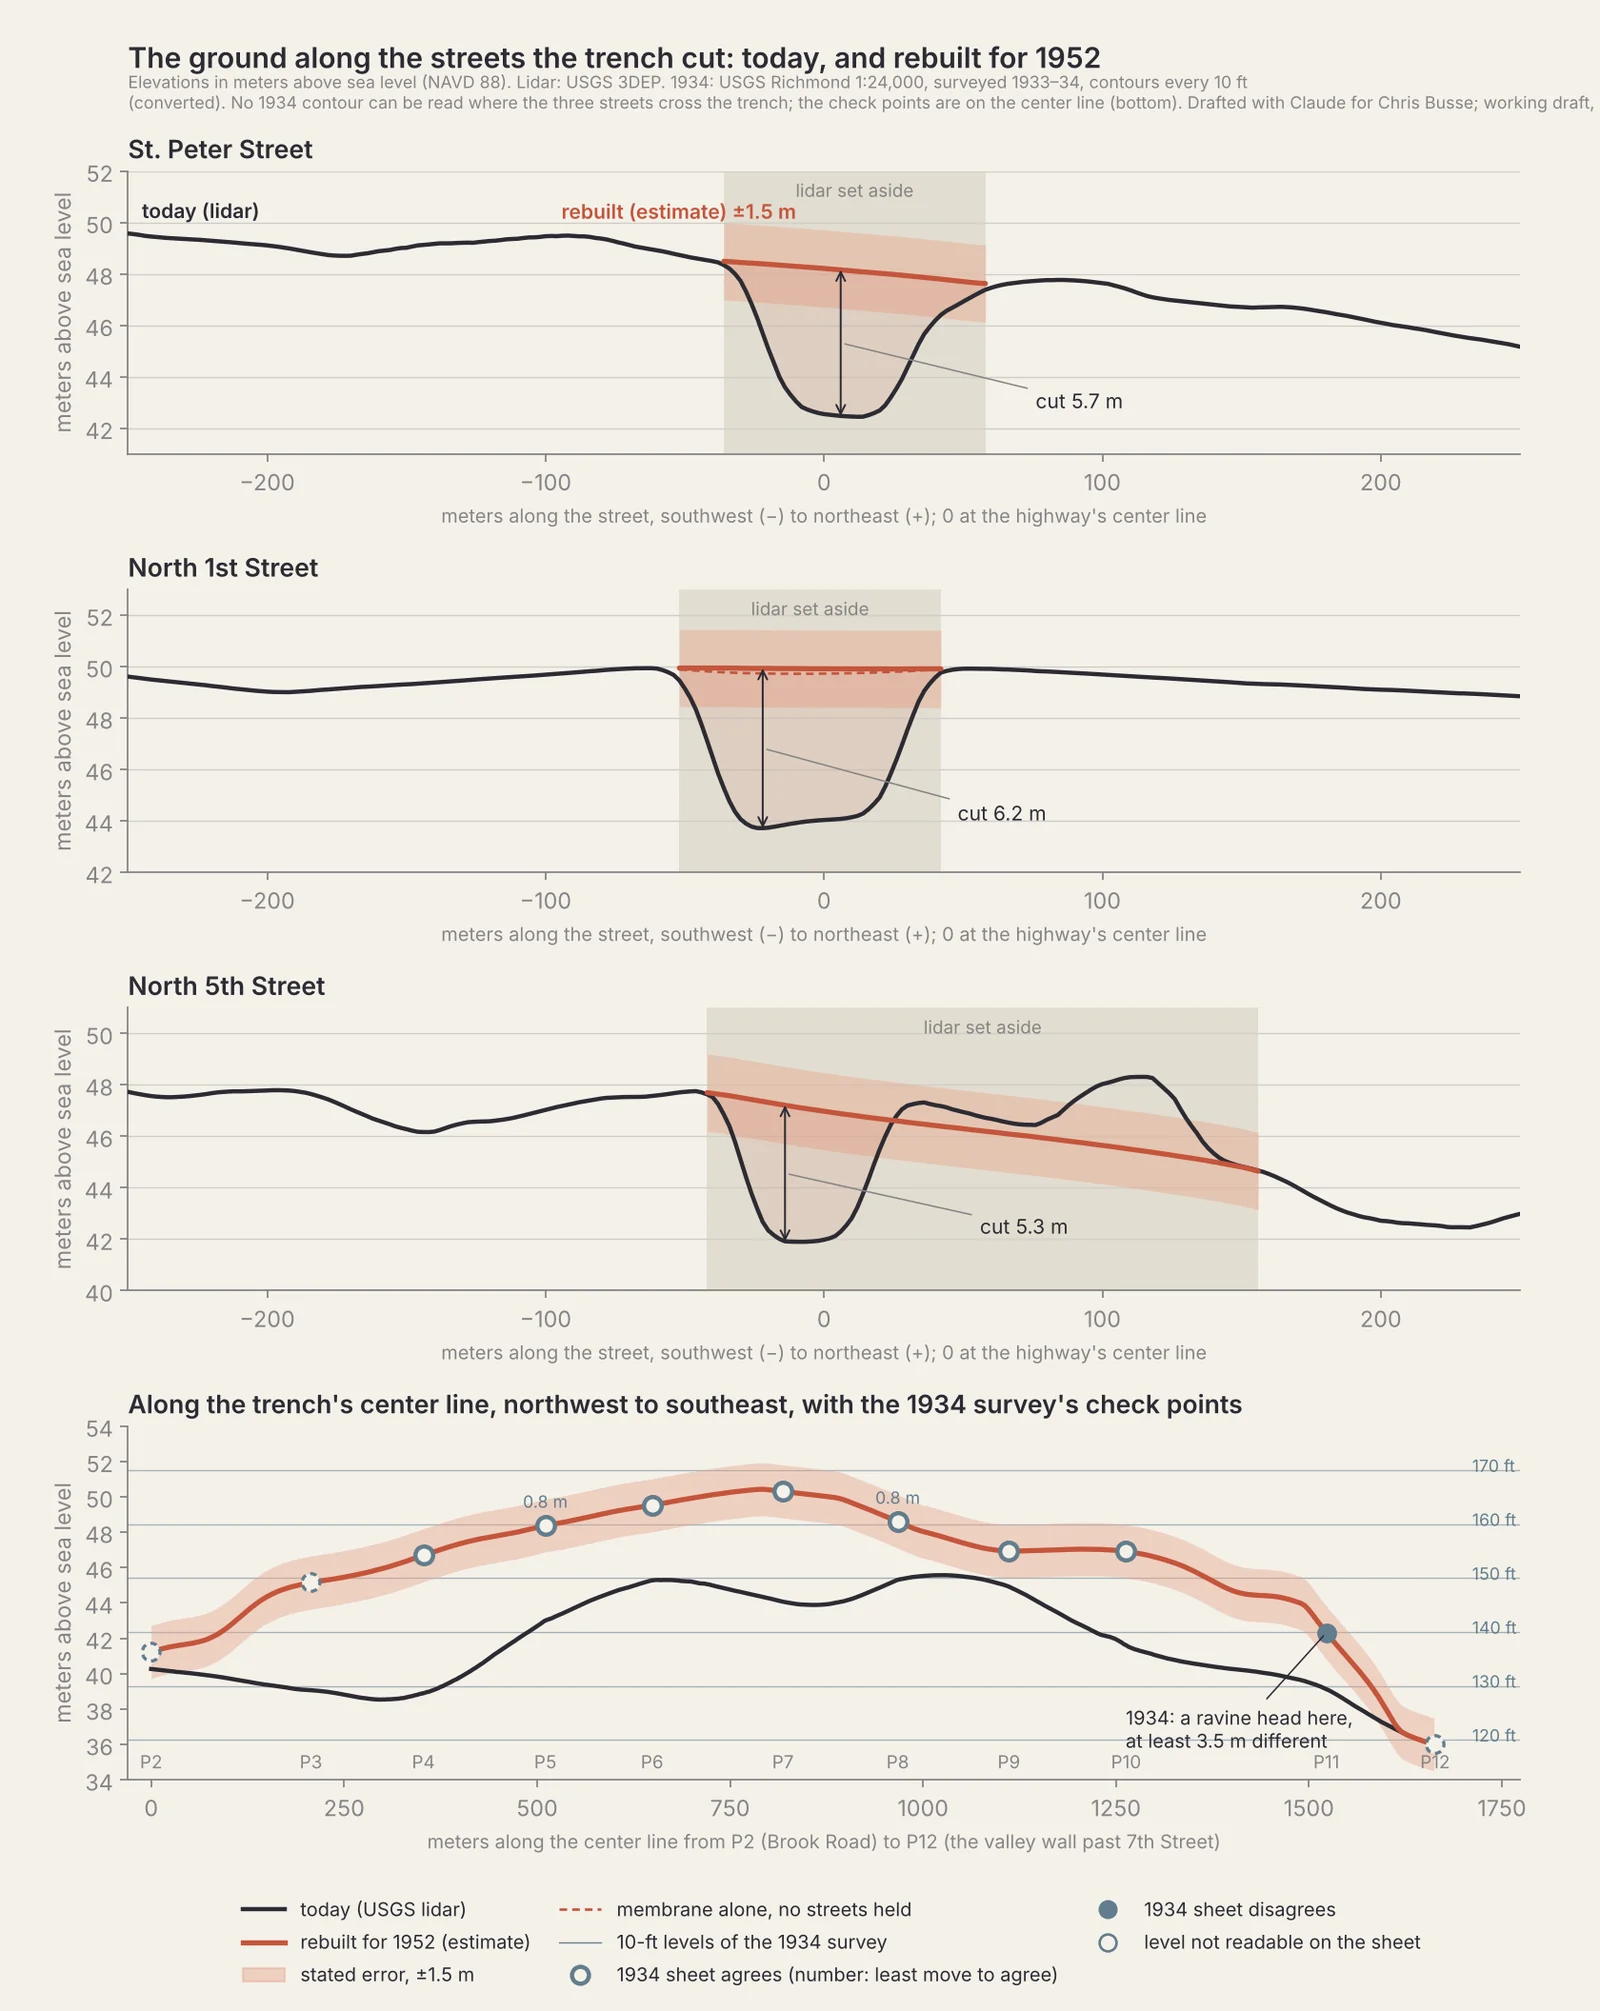 The ground along the streets the trench cut: today, and rebuilt for 1952
Elevations in meters above sea level (NAVD 88). Lidar: USGS 3DEP. 1934: USGS Richmond 1:24,000, surveyed 1933–34, contours every 10 ft
(converted). No 1934 contour can be read where the three streets cross the trench; the check points are on the center line (bottom). Drafted with Claude for Chris Busse; working draft,
St. Peter Street
meters above sea level
52
50
48
46
44
42
lidar set aside
today (lidar)
rebuilt (estimate) ±1.5 m
cut 5.7 m
−200 −100 0 100 200
meters along the street, southwest (−) to northeast (+); 0 at the highway's center line
North 1st Street
meters above sea level
52
50
48
46
44
42
lidar set aside
cut 6.2 m
−200 −100 0 100 200
meters along the street, southwest (−) to northeast (+); 0 at the highway's center line
North 5th Street
meters above sea level
50
48
46
44
42
40
lidar set aside
cut 5.3 m
−200 −100 0 100 200
meters along the street, southwest (−) to northeast (+); 0 at the highway's center line
Along the trench's center line, northwest to southeast, with the 1934 survey's check points
meters above sea level
54
52
50
48
46
44
42
40
38
36
34
170 ft
160 ft
150 ft
140 ft
130 ft
120 ft
0.8 m
0.8 m
1934: a ravine head here,
at least 3.5 m different
P2 P3 P4 P5 P6 P7 P8 P9 P10 P11 P12
0 250 500 750 1000 1250 1500 1750
meters along the center line from P2 (Brook Road) to P12 (the valley wall past 7th Street)
today (USGS lidar)
rebuilt for 1952 (estimate)
stated error, ±1.5 m
membrane alone, no streets held
10-ft levels of the 1934 survey
1934 sheet agrees (number: least move to agree)
1934 sheet disagrees
level not readable on the sheet